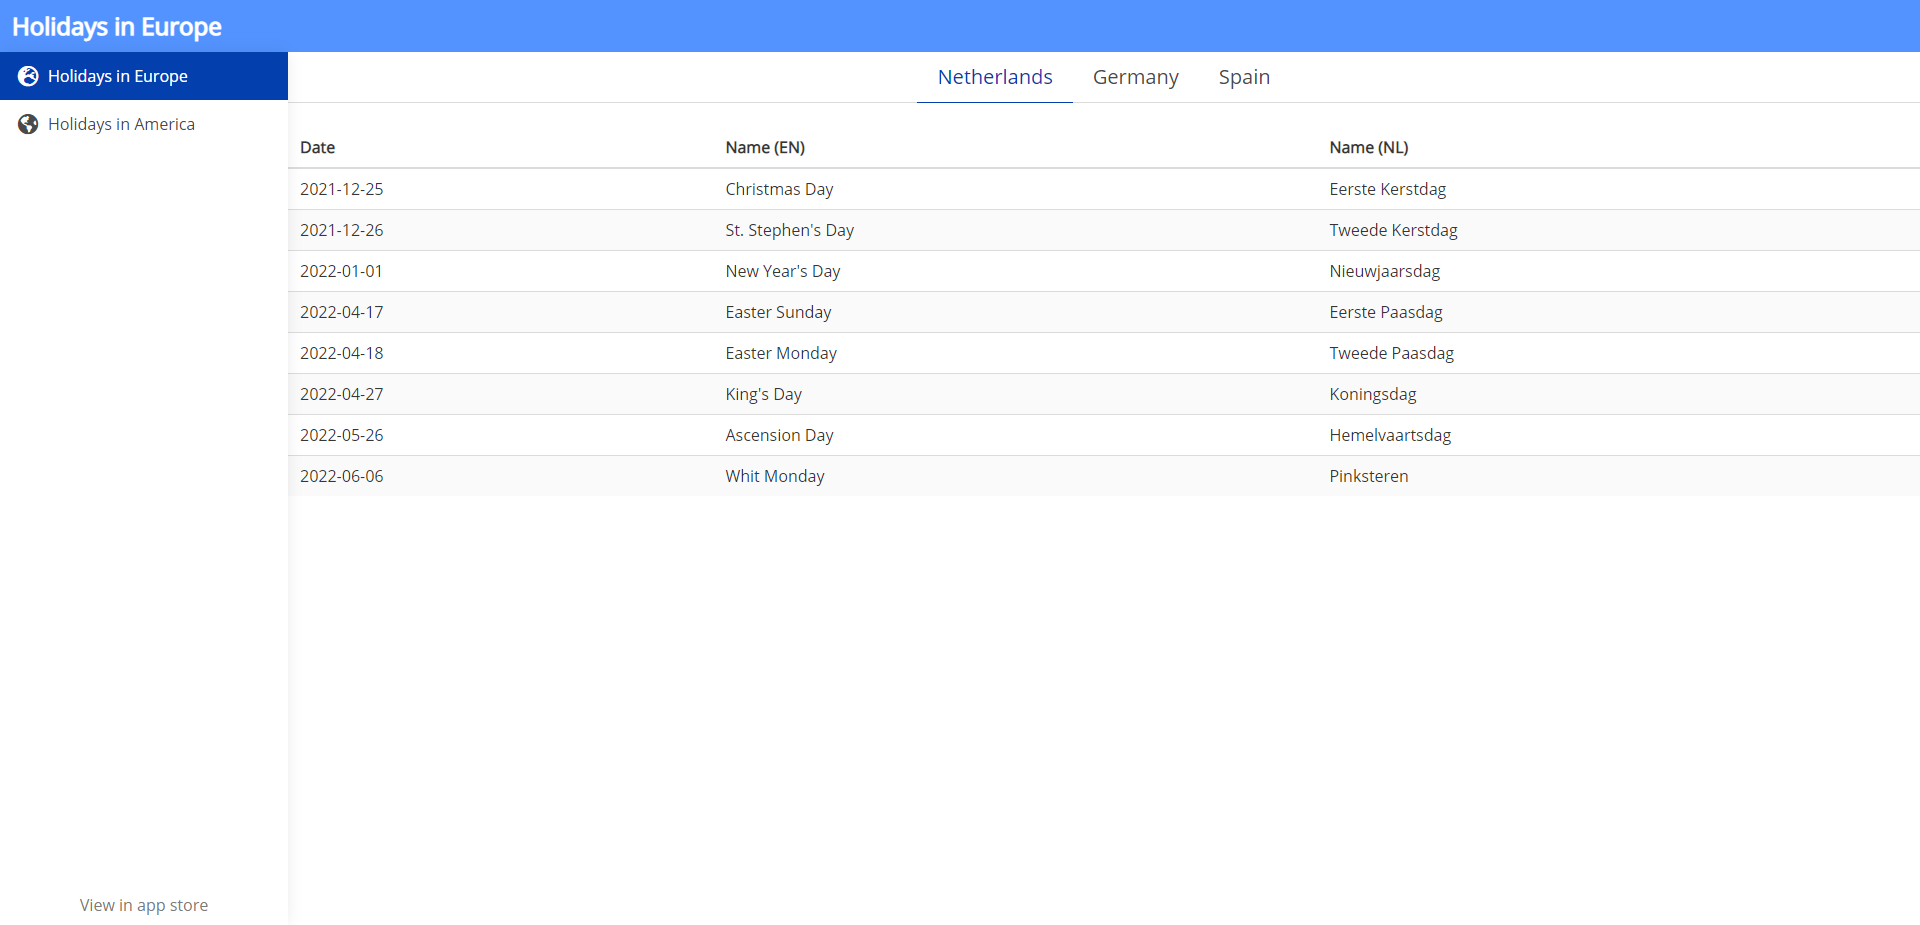 Holidays in Europe
Holidays in Europe
Holidays in America
View in app store
Netherlands Germany Spain
Date Name (EN) Name (NL)
2021-12-25 Christmas Day Eerste Kerstdag
2021-12-26 St. Stephen's Day Tweede Kerstdag
2022-01-01 New Year's Day Nieuwjaarsdag
2022-04-17 Easter Sunday Eerste Paasdag
2022-04-18 Easter Monday Tweede Paasdag
2022-04-27 King's Day Koningsdag
2022-05-26 Ascension Day Hemelvaartsdag
2022-06-06 Whit Monday Pinksteren